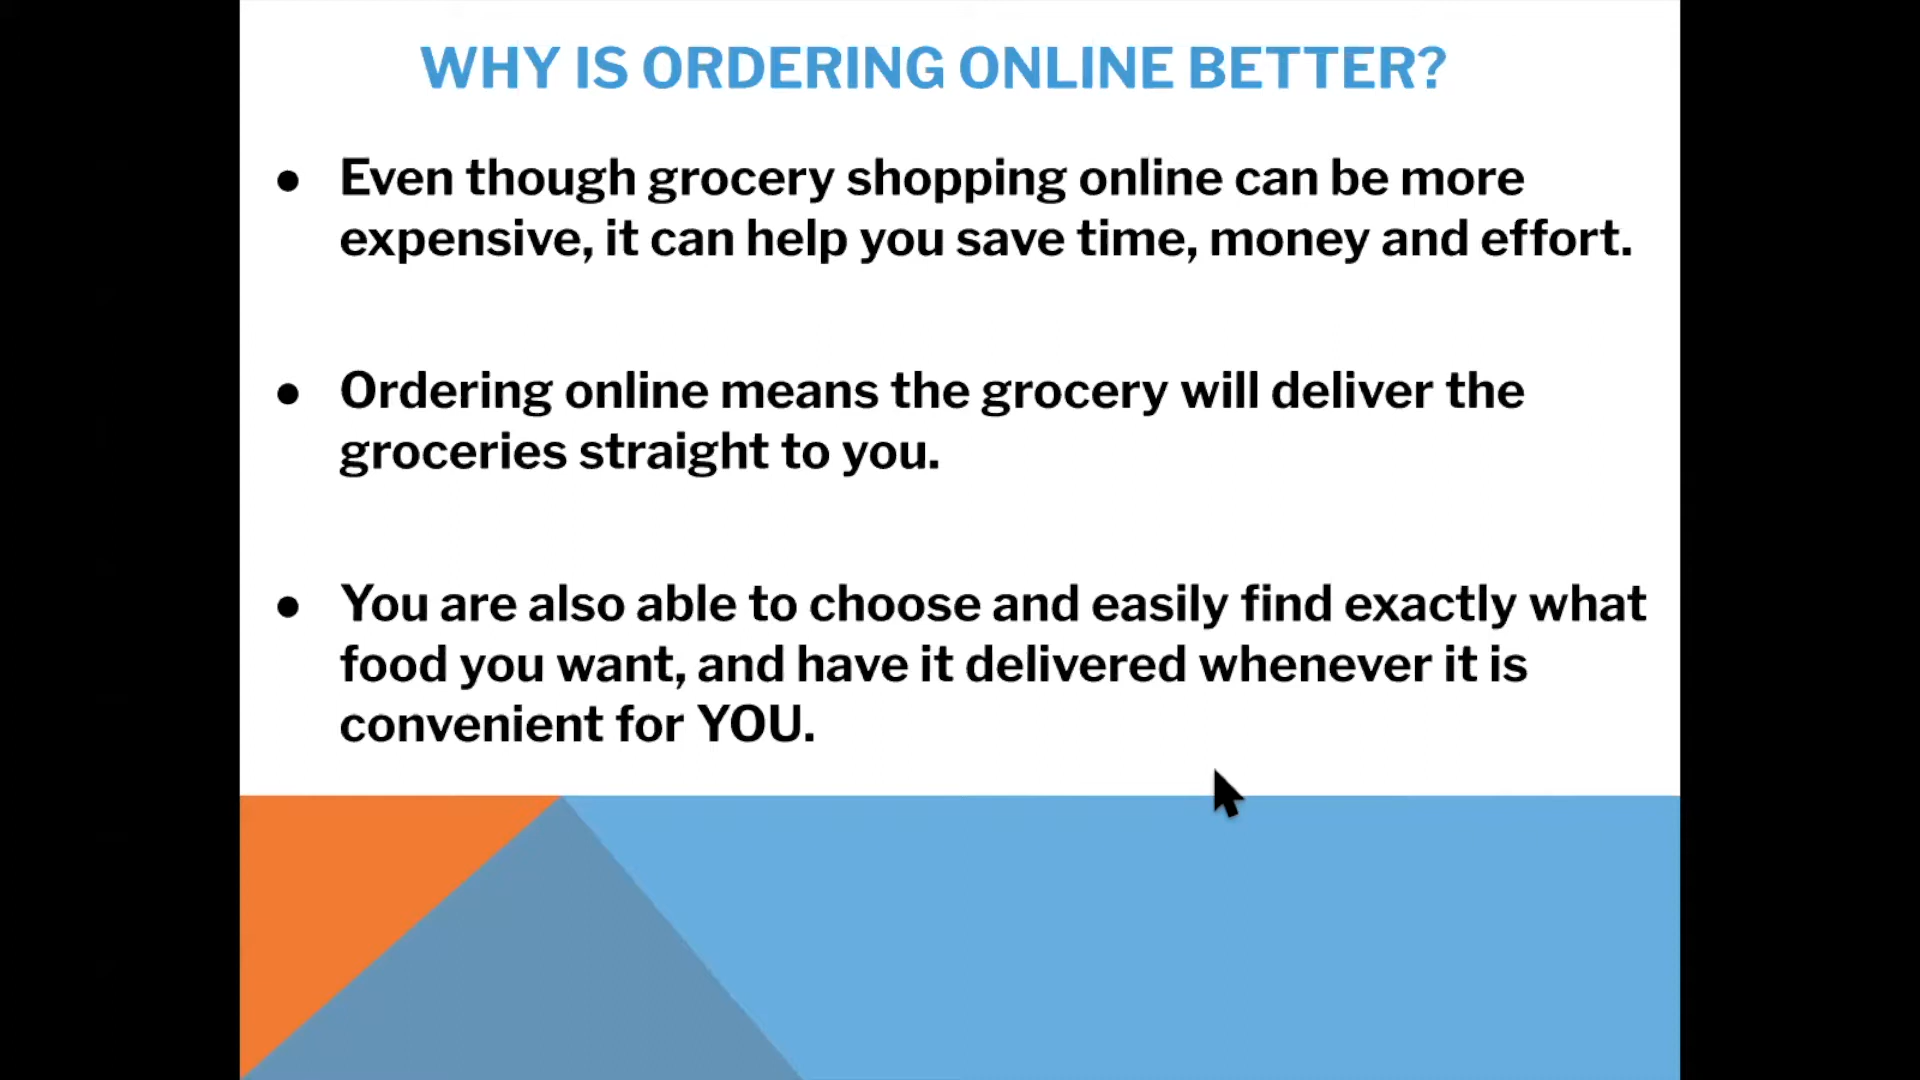 WHY IS ORDERING ONLINE BETTER?
● Even though grocery shopping online can be more
expensive, it can help you save time, money and effort.
● Ordering online means the grocery will deliver the
groceries straight to you.
● You are also able to choose and easily find exactly what
food you want, and have it delivered whenever it is
convenient for YOU.